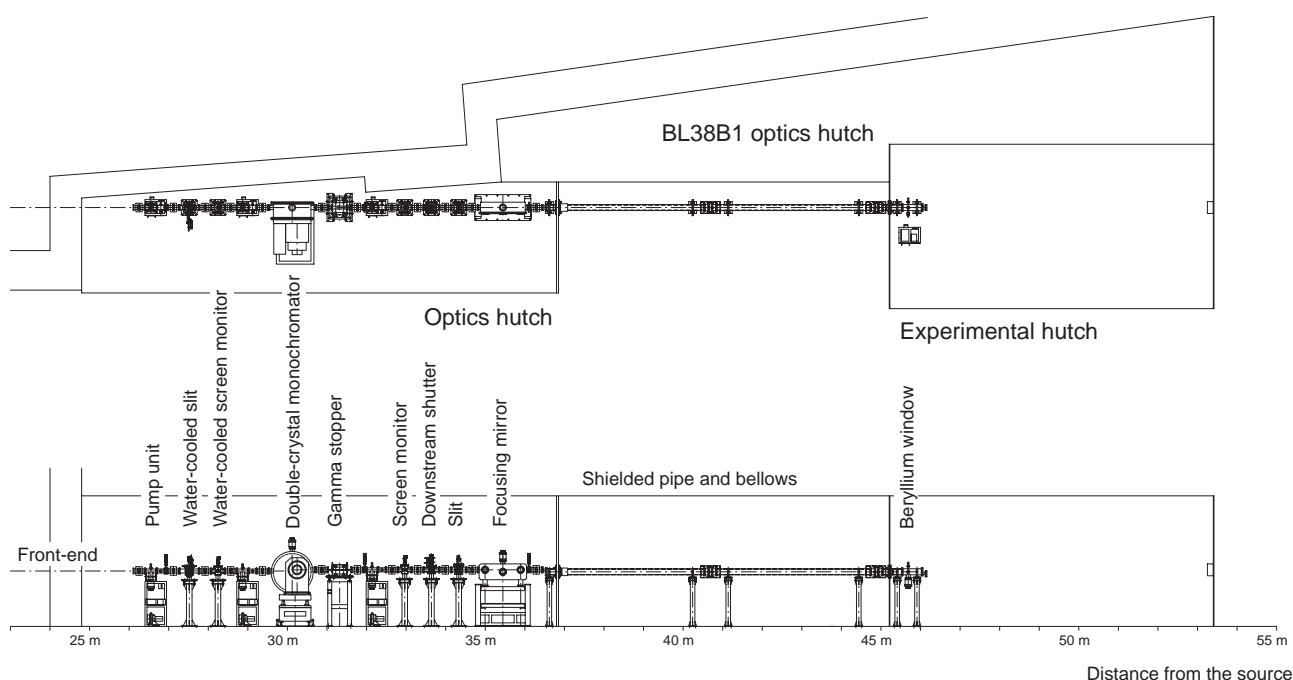 BL38B1 optics hutch
Optics hutch
Experimental hutch
Pump unit
Water-cooled slit
Water-cooled screen monitor
Double-crystal monochromator
Gamma stopper
Screen monitor
Downstream shutter
Slit
Focusing mirror
Shielded pipe and bellows
Beryllium window
Front-end
25 m
30 m
35 m
40 m
45 m
50 m
55 m
Distance from the source